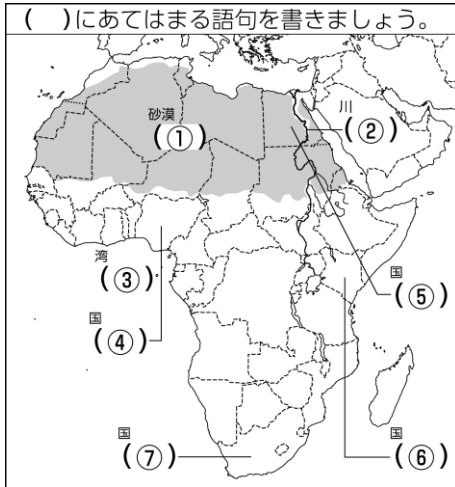 ( )にあてはまる語句を書きましょう。
砂漠
(①)
川
(②)
湾
(③)
国
(④)
国
(⑤)
国
(⑦)
国
(⑥)